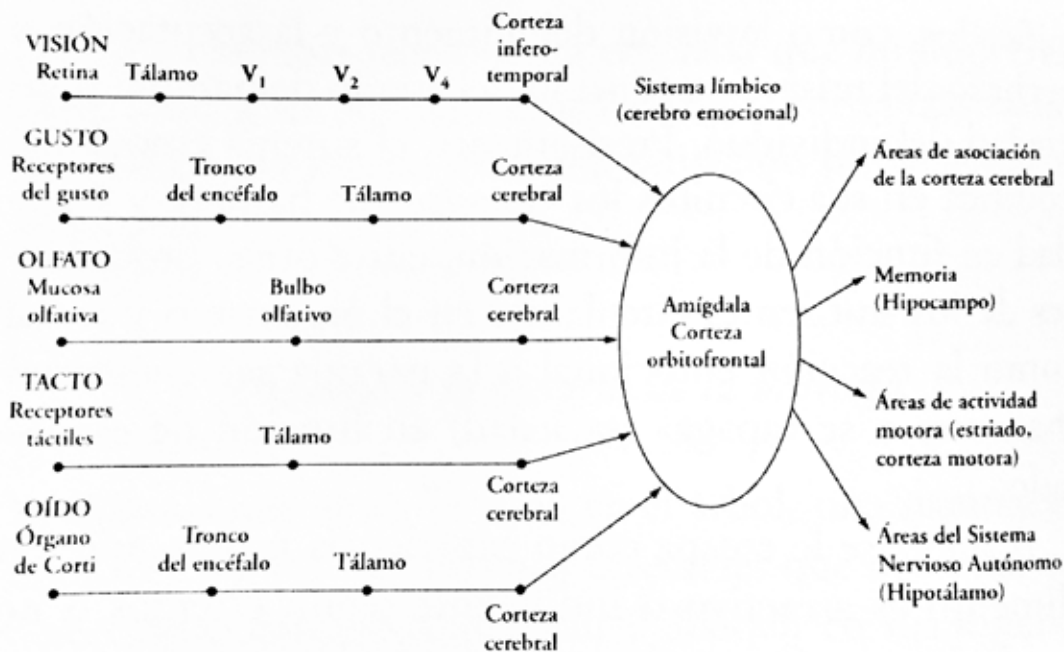 VISIÓN
Retina
Tálamo
V1
V2
V4
Corteza
infero-
temporal
Sistema límbico
(cerebro emocional)
GUSTO
Receptores
del gusto
Tronco
del encéfalo
Tálamo
Corteza
cerebral
OLFATO
Mucosa
olfativa
Bulbo
olfativo
Corteza
cerebral
TACTO
Receptores
táctiles
Tálamo
Corteza
cerebral
OÍDO
Órgano
de Corti
Tronco
del encéfalo
Tálamo
Corteza
cerebral
Amígdala
Corteza
orbitofrontal
Áreas de asociación
de la corteza cerebral
Memoria
(Hipocampo)
Áreas de actividad
motora (estriado,
corteza motora)
Áreas del Sistema
Nervioso Autónomo
(Hipotálamo)